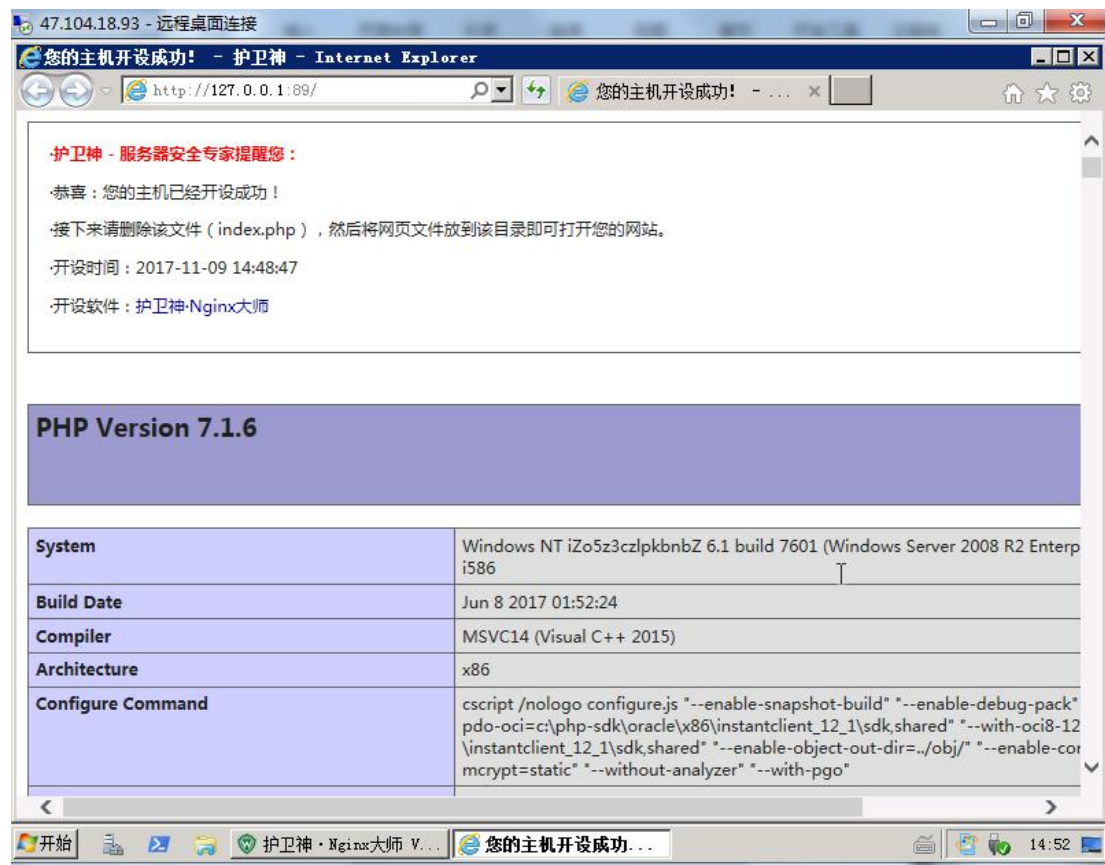 47.104.18.93 - 远程桌面连接
您的主机开设成功! - 护卫神 - Internet Explorer
http://127.0.0.1:89/
您的主机开设成功! - ...
·护卫神 - 服务器安全专家提醒您：
·恭喜：您的主机已经开设成功！
·接下来请删除该文件（index.php），然后将网页文件放到该目录即可打开您的网站。
·开设时间：2017-11-09 14:48:47
·开设软件：护卫神·Nginx大师
PHP Version 7.1.6
System
Windows NT iZo5z3czlpkbnbZ 6.1 build 7601 (Windows Server 2008 R2 Enterp
i586
Build Date
Jun 8 2017 01:52:24
Compiler
MSVC14 (Visual C++ 2015)
Architecture
x86
Configure Command
cscript /nologo configure.js "--enable-snapshot-build" "--enable-debug-pack"
pdo-oci=c:\php-sdk\oracle\x86\instantclient_12_1\sdk,shared" "--with-oci8-12
\instantclient_12_1\sdk,shared" "--enable-object-out-dir=../obj/" "--enable-cor
mcrypt=static" "--without-analyzer" "--with-pgo"
开始
护卫神·Nginx大师 V...
您的主机开设成功...
14:52